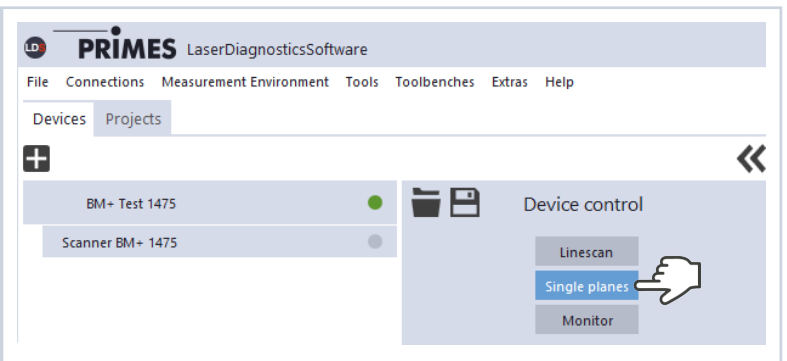 LDS PRIMES LaserDiagnosticsSoftware
File Connections Measurement Environment Tools Toolbenches Extras Help
Devices Projects
BM+ Test 1475
Scanner BM+ 1475
Device control
Linescan
Single planes
Monitor